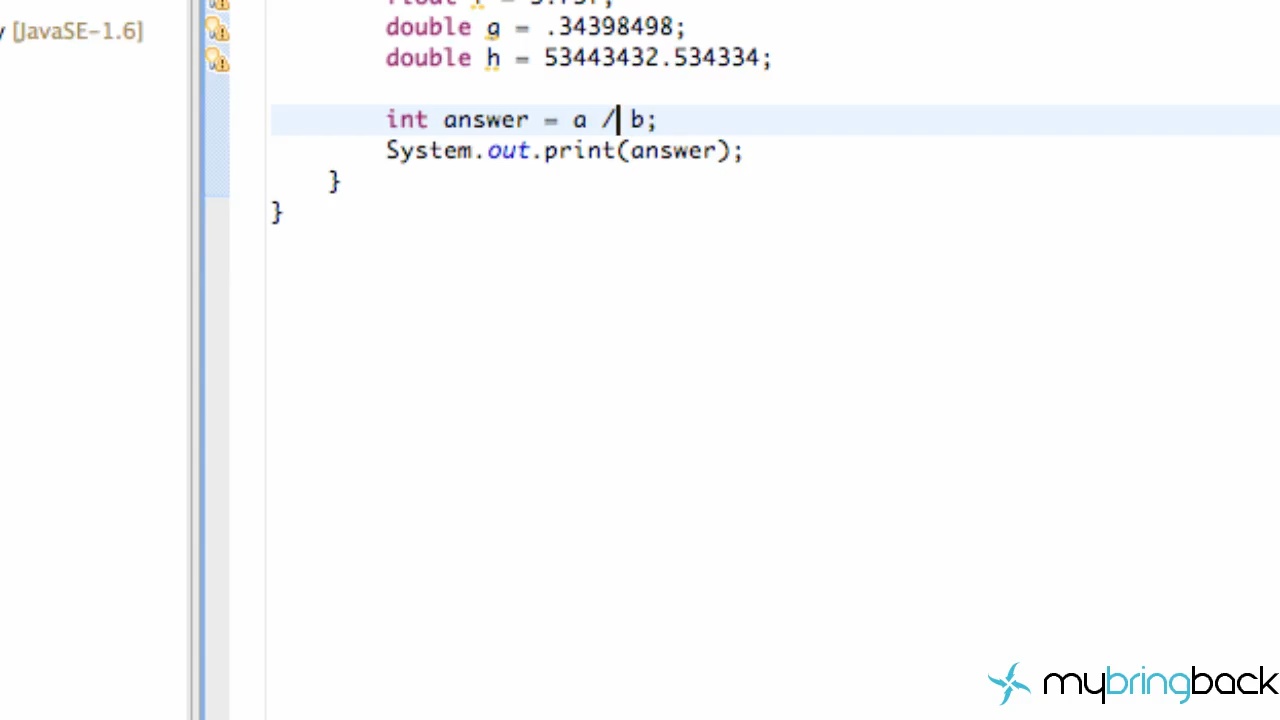 [JavaSE-1.6]
double g = .34398498;
double h = 53443432.534334;
int answer = a / b;
System.out.print(answer);
}
}
mybringback